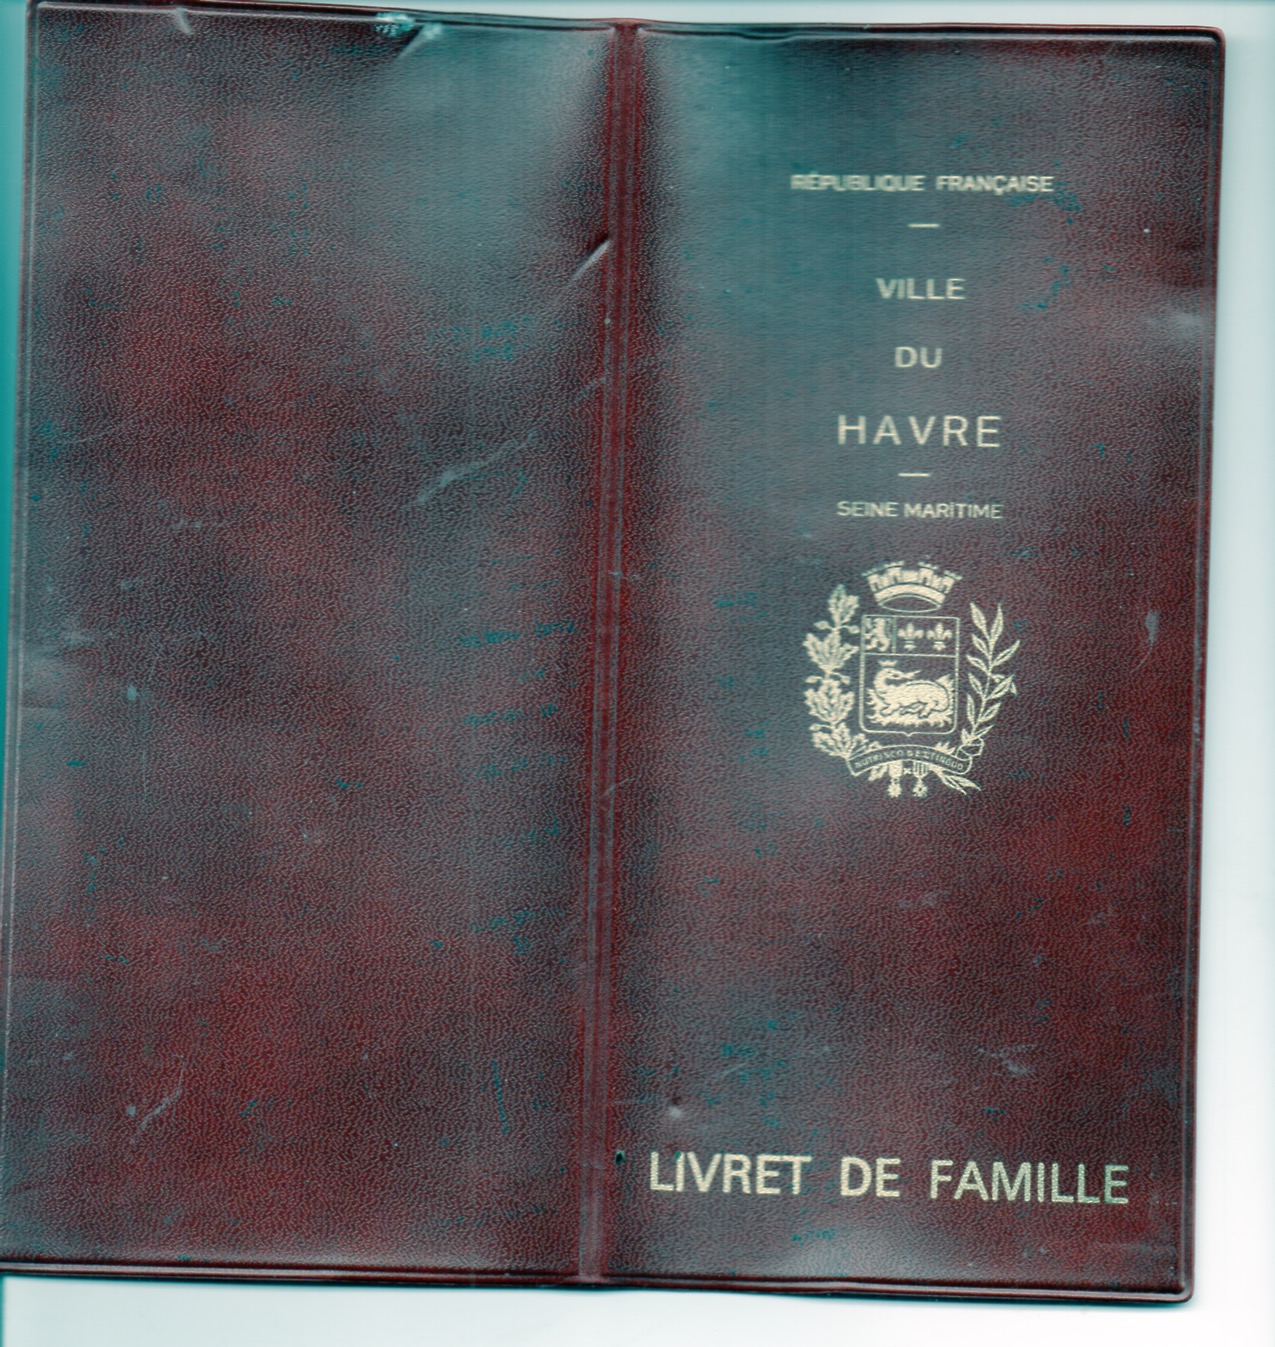 RÉPUBLIQUE FRANÇAISE
VILLE
DU
HAVRE
SEINE MARITIME
NUTRISCO & EXTINGUO
LIVRET DE FAMILLE